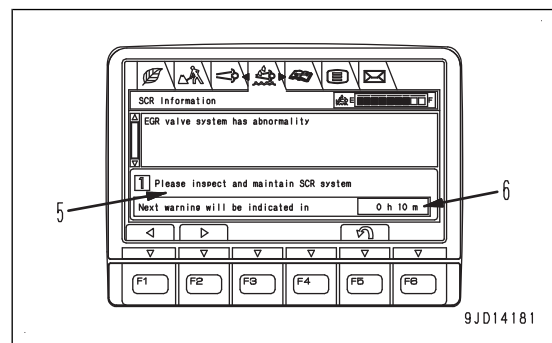 SCR Information
E F
EGR valve system has abnormality
1 Please inspect and maintain SCR system
Next warning will be indicated in 0 h 10 m
5
6
F1 F2 F3 F4 F5 F6
9JD14181